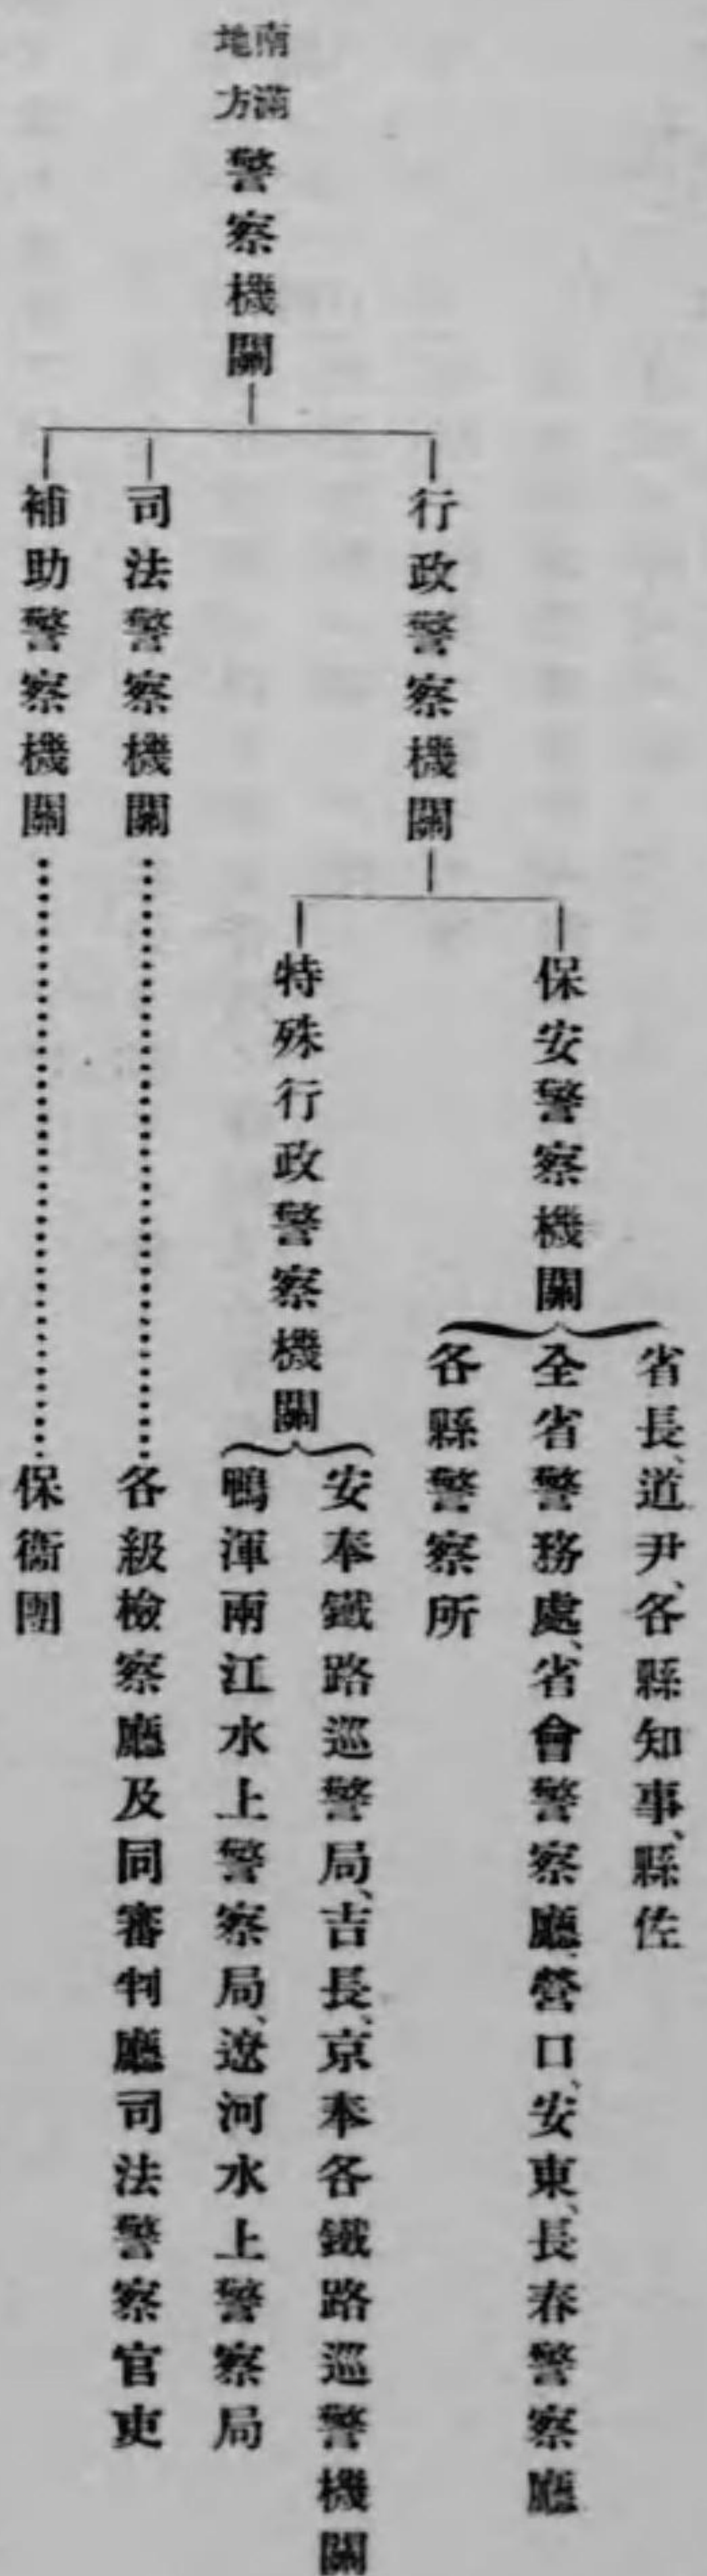 南滿
地方
警察機關
行政警察機關
保安警察機關
省長、道尹、各縣知事、縣佐
全省警務處、省會警察廳、營口、安東、長春警察廳
各縣警察所
特殊行政警察機關
安奉鐵路巡警局、吉長、京奉各鐵路巡警機關
鴨渾兩江水上警察局、遼河水上警察局
司法警察機關………各級檢察廳及同審判廳司法警察官吏
補助警察機關………保衞團